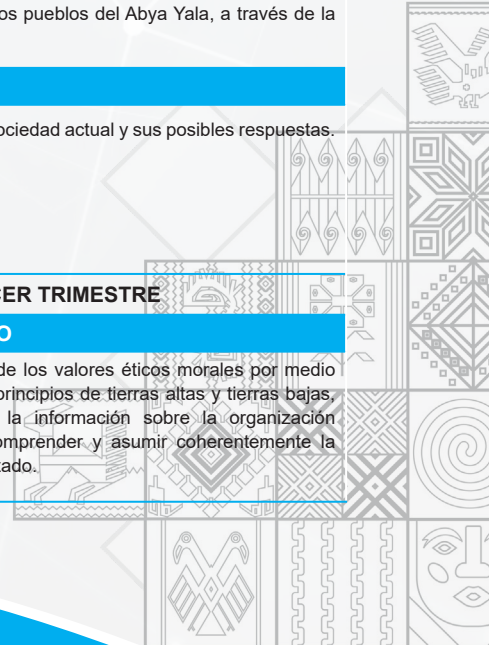 os pueblos del Abya Yala, a través de la
ociedad actual y sus posibles respuestas.
CER TRIMESTRE
O
de los valores éticos morales por medio
principios de tierras altas y tierras bajas,
la información sobre la organización
omprender y asumir coherentemente la
tado.